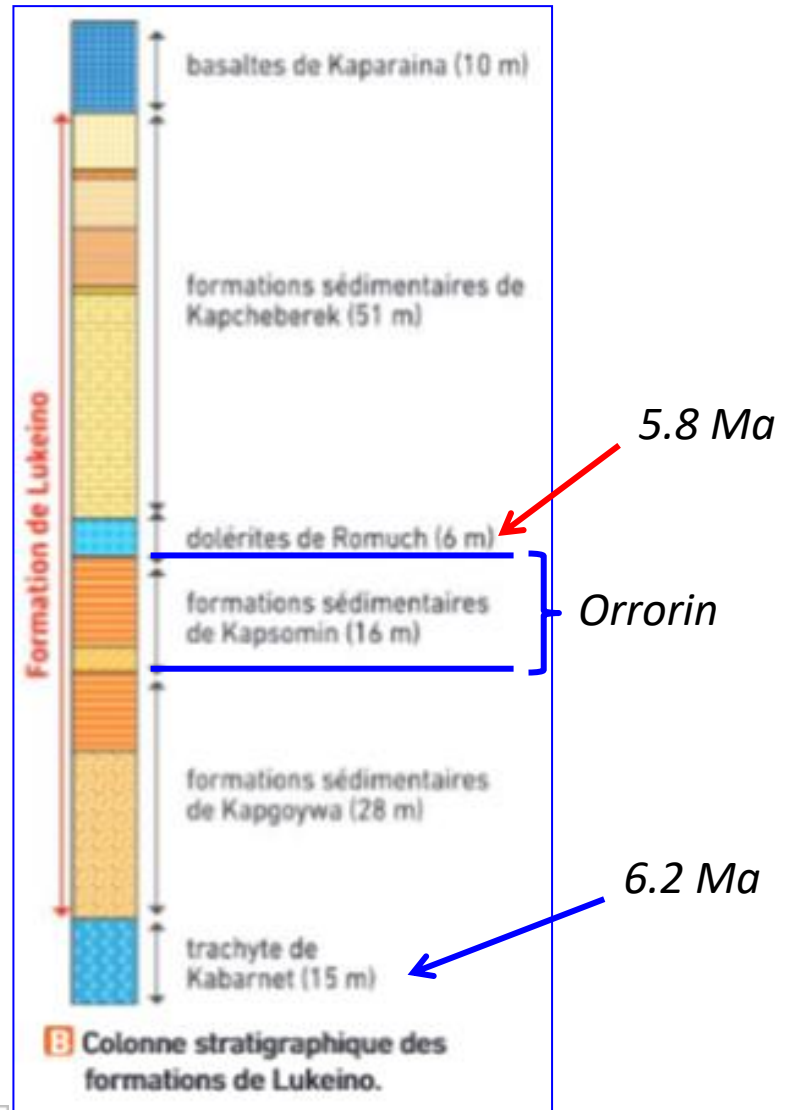 basaltes de Kaparaina (10 m)
formations sédimentaires de
Kapcheberek (51 m)
5.8 Ma
Formation de Lukeino
dolérites de Romuch (6 m)
formations sédimentaires
de Kapsomin (16 m)
Orrorin
formations sédimentaires
de Kapgoywa (28 m)
6.2 Ma
trachyte de
Kabarnet (15 m)
B Colonne stratigraphique des
formations de Lukeino.